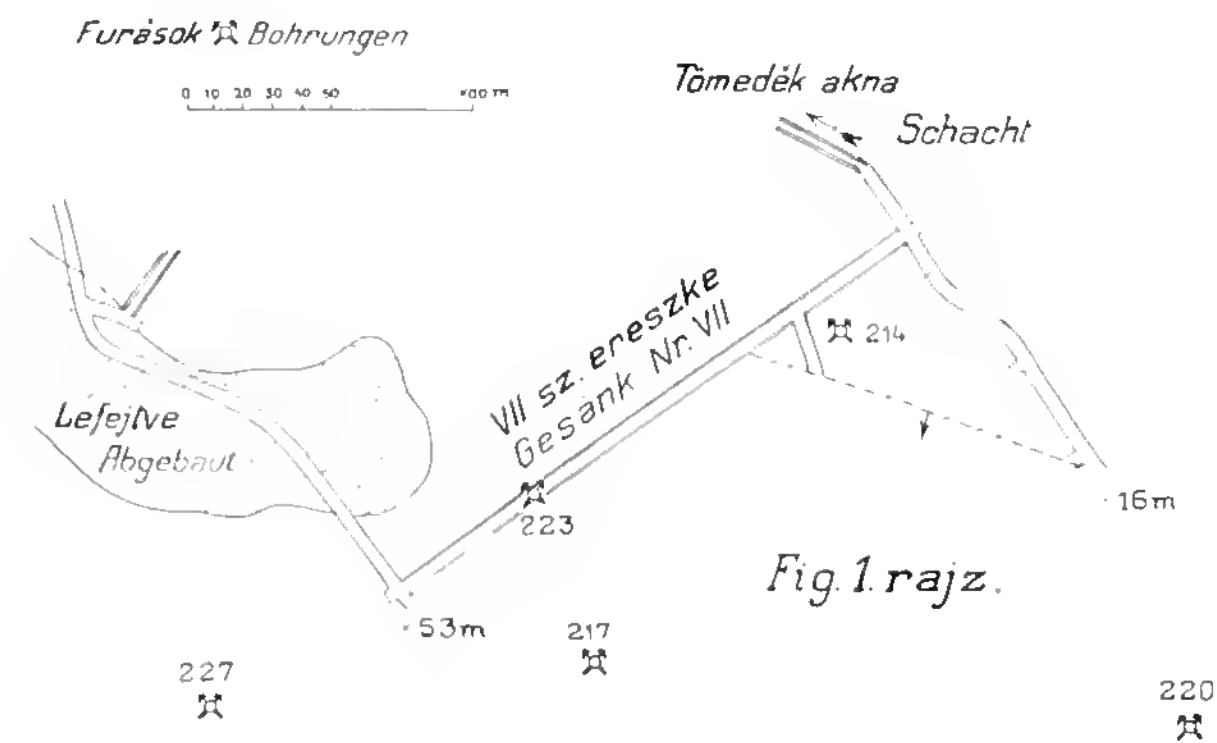 Furások Bohrungen
0 10 20 30 40 50 100 m
Tömedék akna
Schacht
VII sz. ereszke
Gesank Nr. VII
214
Lefejtve
Abgebaut
223
16m
Fig. 1. rajz.
53m
217
227
220